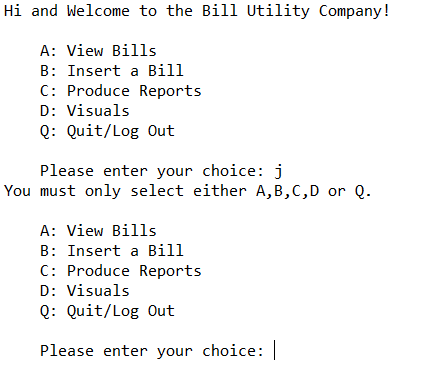 Hi and Welcome to the Bill Utility Company!
A: View Bills
B: Insert a Bill
C: Produce Reports
D: Visuals
Q: Quit/Log Out
Please enter your choice: j
You must only select either A,B,C,D or Q.
A: View Bills
B: Insert a Bill
C: Produce Reports
D: Visuals
Q: Quit/Log Out
Please enter your choice: